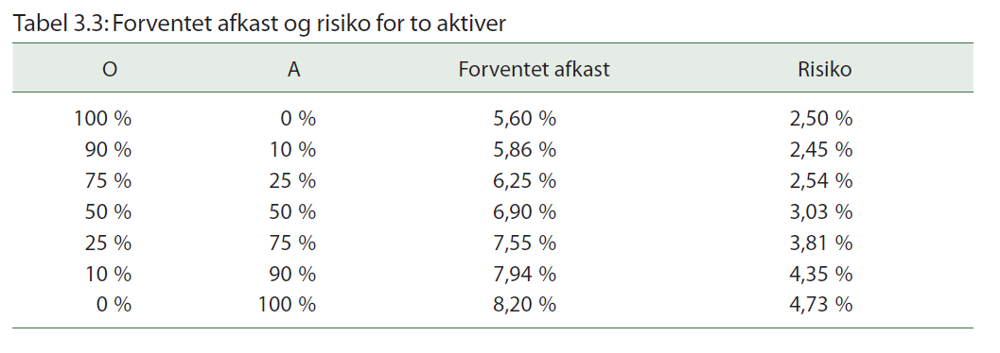 Tabel 3.3: Forventet afkast og risiko for to aktiver
O A Forventet afkast Risiko
100 % 0 % 5,60 % 2,50 %
90 % 10 % 5,86 % 2,45 %
75 % 25 % 6,25 % 2,54 %
50 % 50 % 6,90 % 3,03 %
25 % 75 % 7,55 % 3,81 %
10 % 90 % 7,94 % 4,35 %
0 % 100 % 8,20 % 4,73 %